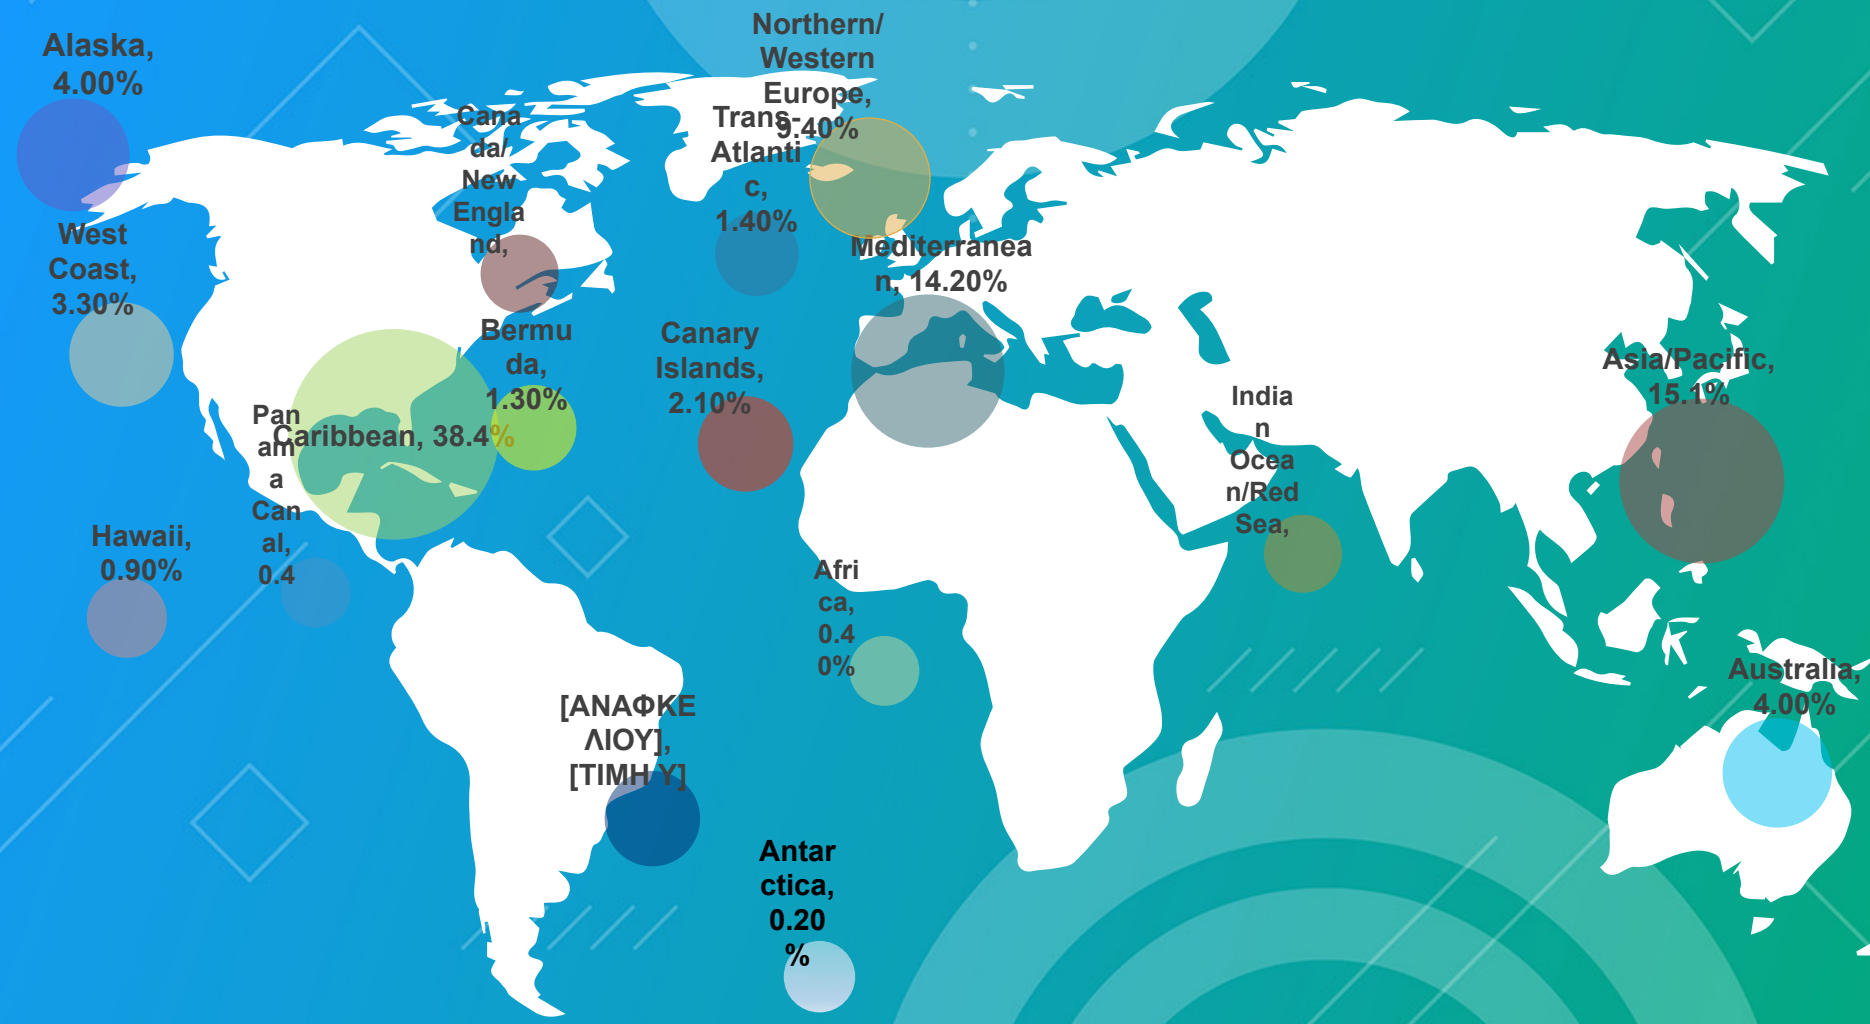 Alaska,
4.00%
Northern/
Western
Europe,
9.40%
Trans-
Atlanti
c,
1.40%
Cana
da/
New
Engla
nd,
West
Coast,
3.30%
Mediterranea
n, 14.20%
Bermu
da,
1.30%
Canary
Islands,
2.10%
Asia/Pacific,
15.1%
India
n
Ocea
n/Red
Sea,
Caribbean, 38.4%
Pan
am
a
Can
al,
0.4
Hawaii,
0.90%
Afri
ca,
0.4
0%
Australia,
4.00%
[ΑΝΑΦΚΕ
ΛΙΟΥ],
[ΤΙΜΗ Υ]
Antar
ctica,
0.20
%